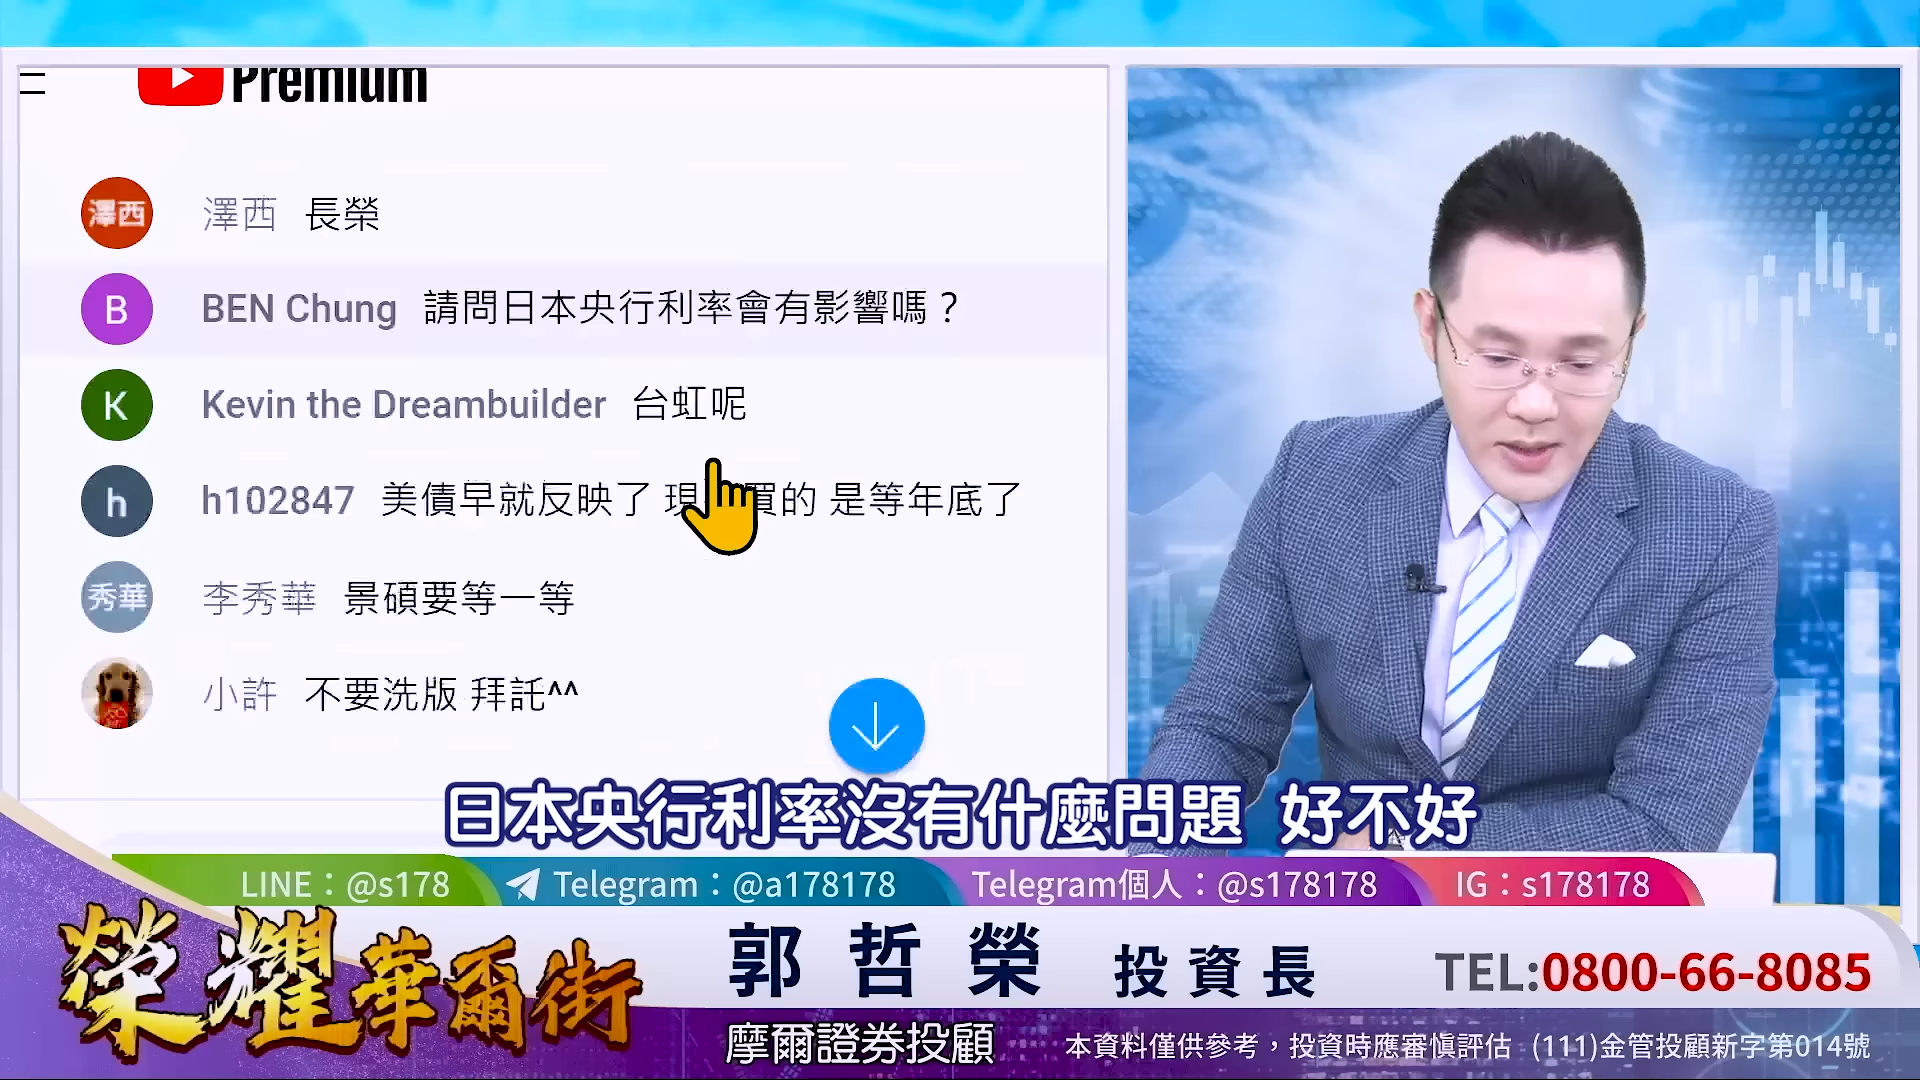 Premium
澤西 澤西 長榮
B BEN Chung 請問日本央行利率會有影響嗎？
K Kevin the Dreambuilder 台虹呢
h h102847 美債早就反映了 現 買的 是等年底了
秀華 李秀華 景碩要等一等
小許 不要洗版 拜託^^
日本央行利率沒有什麼問題 好不好
LINE：@s178 Telegram：@a178178 Telegram個人：@s178178 IG：s178178
榮耀華爾街
郭哲榮 投資長 TEL:0800-66-8085
摩爾證券投顧 本資料僅供參考，投資時應審慎評估 (111)金管投顧新字第014號